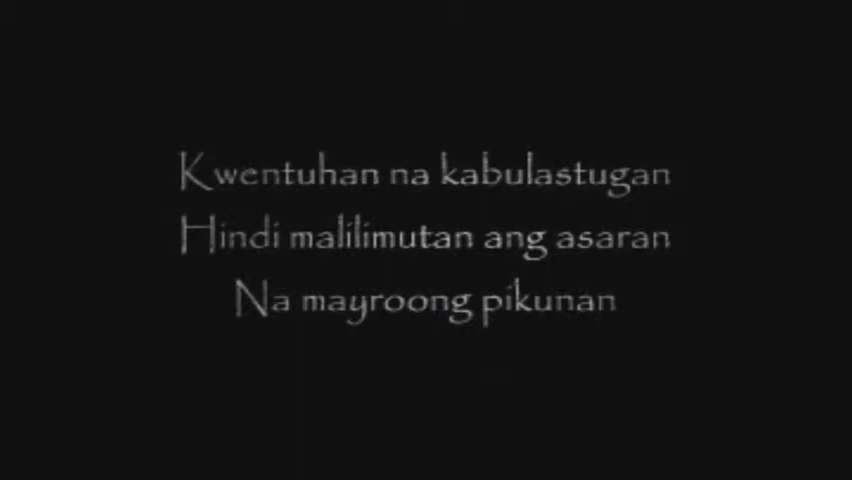 Kwentuhan na kabulastugan
Hindi malilimutan ang asaran
Na mayroong pikunan